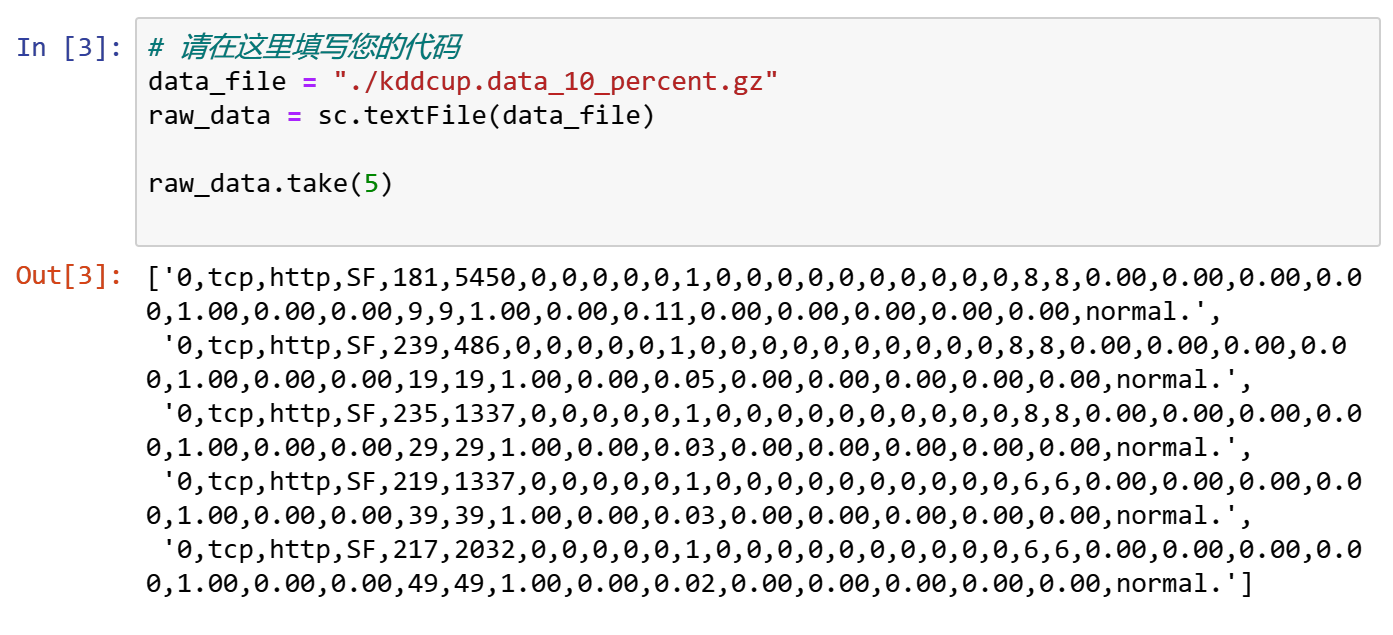 In [3]: # 请在这里填写您的代码
data_file = "./kddcup.data_10_percent.gz"
raw_data = sc.textFile(data_file)
raw_data.take(5)
Out[3]: ['0,tcp,http,SF,181,5450,0,0,0,0,0,1,0,0,0,0,0,0,0,0,0,0,8,8,0.00,0.00,0.00,0.0
0,1.00,0.00,0.00,9,9,1.00,0.00,0.11,0.00,0.00,0.00,0.00,0.00,normal.',
'0,tcp,http,SF,239,486,0,0,0,0,0,1,0,0,0,0,0,0,0,0,0,0,8,8,0.00,0.00,0.00,0.0
0,1.00,0.00,0.00,19,19,1.00,0.00,0.05,0.00,0.00,0.00,0.00,0.00,normal.',
'0,tcp,http,SF,235,1337,0,0,0,0,0,1,0,0,0,0,0,0,0,0,0,0,8,8,0.00,0.00,0.00,0.0
0,1.00,0.00,0.00,29,29,1.00,0.00,0.03,0.00,0.00,0.00,0.00,0.00,normal.',
'0,tcp,http,SF,219,1337,0,0,0,0,0,1,0,0,0,0,0,0,0,0,0,0,6,6,0.00,0.00,0.00,0.0
0,1.00,0.00,0.00,39,39,1.00,0.00,0.03,0.00,0.00,0.00,0.00,0.00,normal.',
'0,tcp,http,SF,217,2032,0,0,0,0,0,1,0,0,0,0,0,0,0,0,0,0,6,6,0.00,0.00,0.00,0.0
0,1.00,0.00,0.00,49,49,1.00,0.00,0.02,0.00,0.00,0.00,0.00,0.00,normal.']